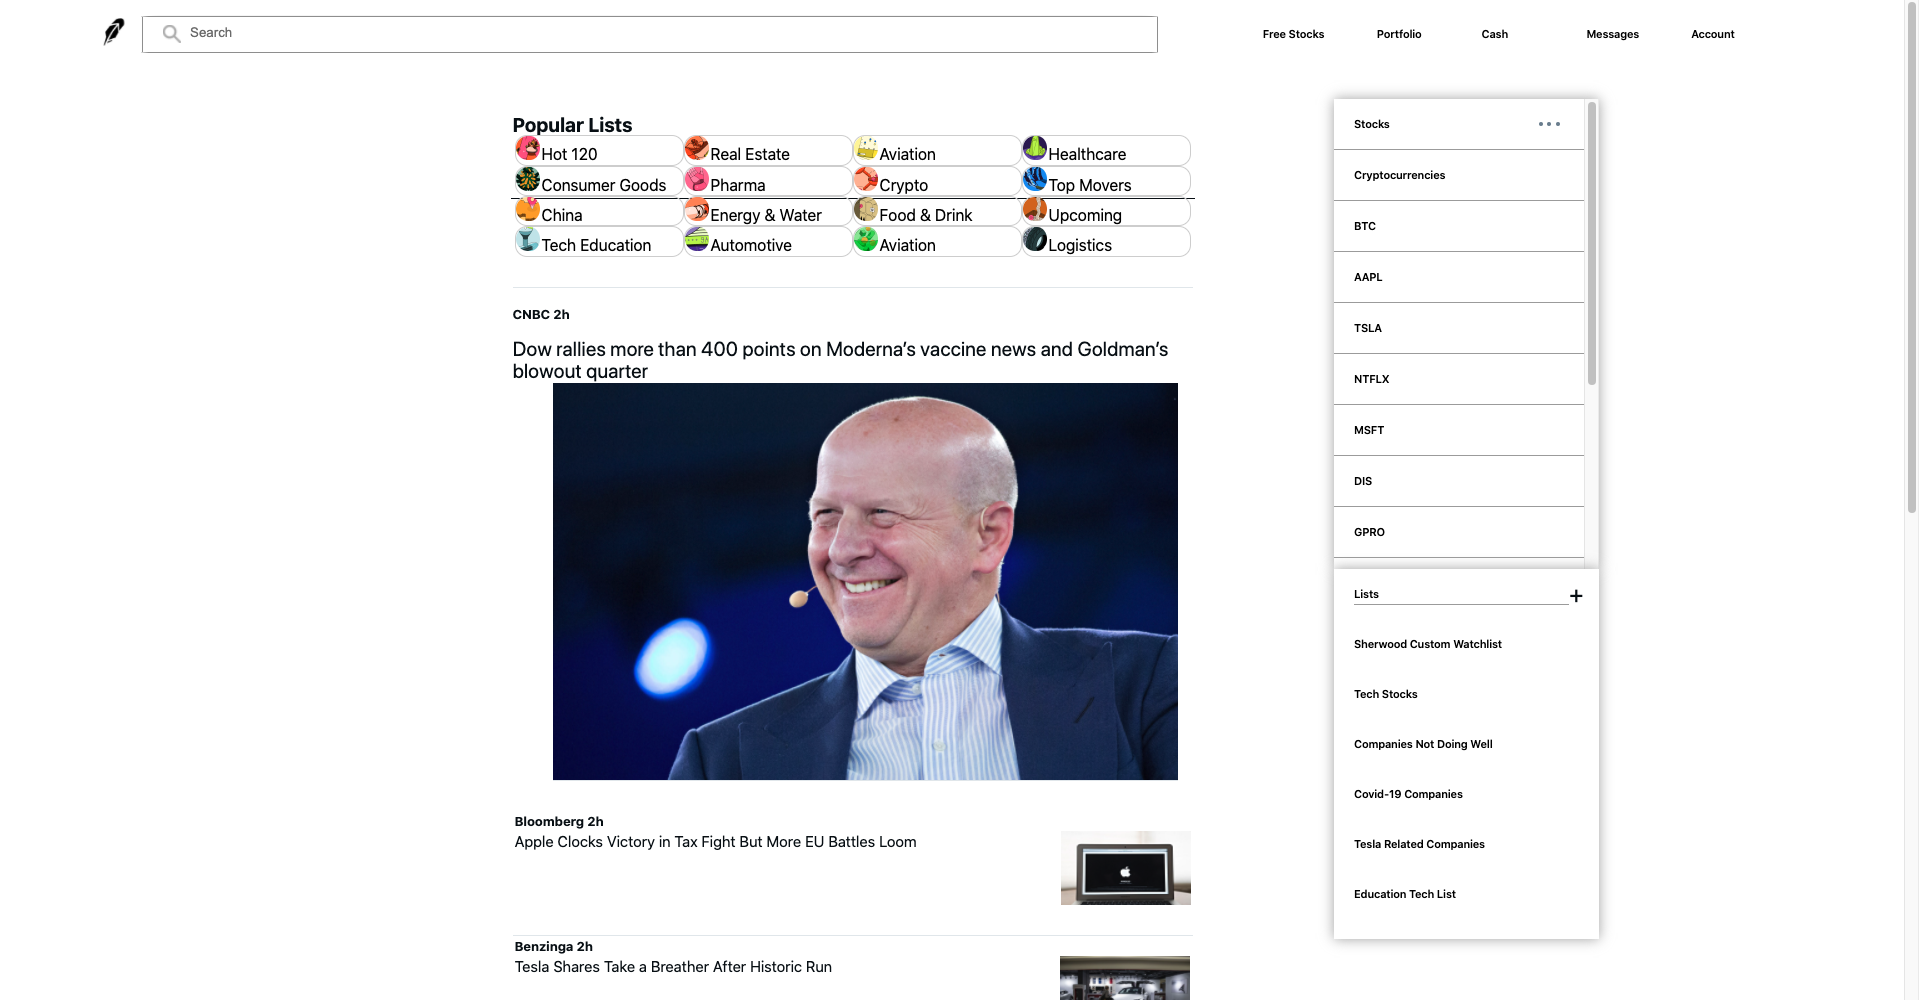 Search
Free Stocks
Portfolio
Cash
Messages
Account
Popular Lists
Hot 120
Real Estate
Aviation
Healthcare
Consumer Goods
Pharma
Crypto
Top Movers
China
Energy & Water
Food & Drink
Upcoming
Tech Education
Automotive
Aviation
Logistics
CNBC 2h
Dow rallies more than 400 points on Moderna’s vaccine news and Goldman’s
blowout quarter
Bloomberg 2h
Apple Clocks Victory in Tax Fight But More EU Battles Loom
Benzinga 2h
Tesla Shares Take a Breather After Historic Run
Stocks
Cryptocurrencies
BTC
AAPL
TSLA
NTFLX
MSFT
DIS
GPRO
Lists
Sherwood Custom Watchlist
Tech Stocks
Companies Not Doing Well
Covid-19 Companies
Tesla Related Companies
Education Tech List